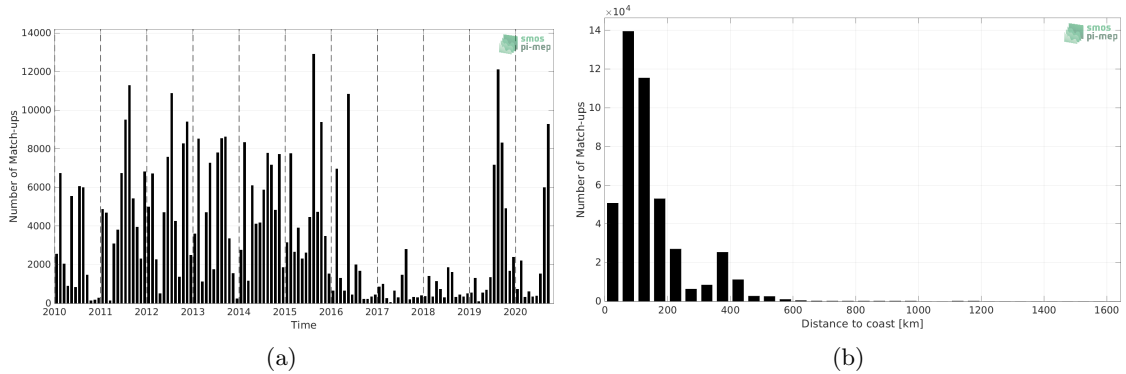 smos
pi-mep
14000
12000
10000
8000
6000
4000
2000
0
Number of Match-ups
2010 2011 2012 2013 2014 2015 2016 2017 2018 2019 2020
Time
(a)
×10⁴
smos
pi-mep
14
12
10
8
6
4
2
0
Number of Match-ups
0 200 400 600 800 1000 1200 1400 1600
Distance to coast [km]
(b)